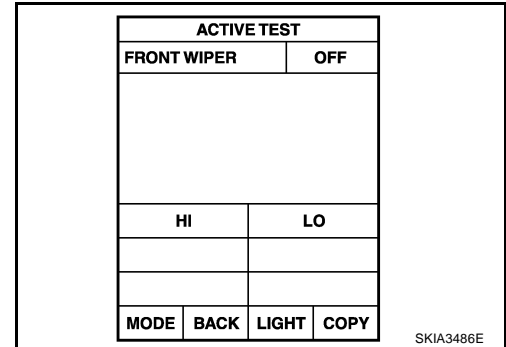 ACTIVE TEST
FRONT WIPER OFF
HI LO
MODE BACK LIGHT COPY
SKIA3486E